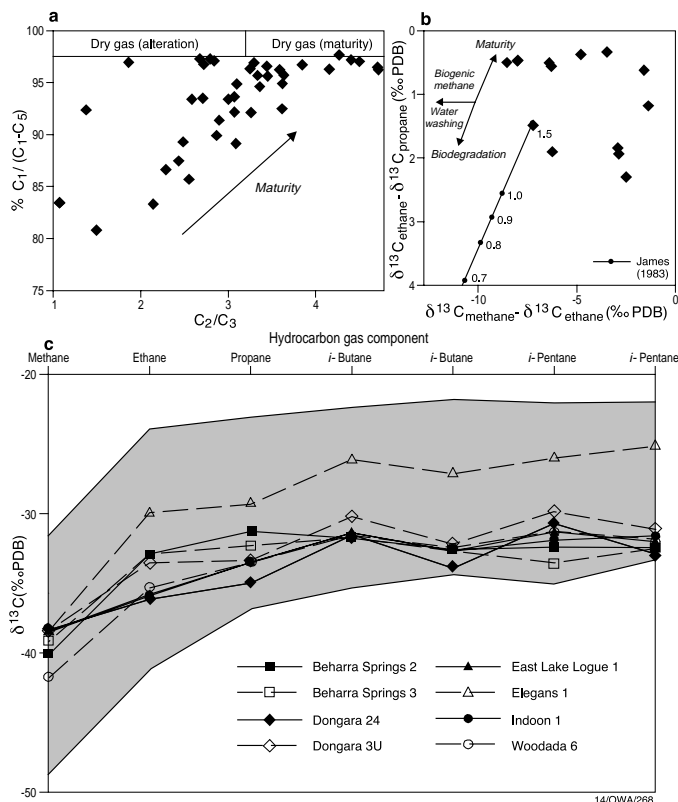 a
Dry gas (alteration) Dry gas (maturity)
100
95
90
85
80
75
% C1/ (C1-C5)
Maturity
1 2 3 4
C2/C3
b
0
1
2
3
4
δ13Cethane- δ13Cpropane (‰PDB)
Maturity
Biogenic
methane
Water
washing
Biodegradation
1.5
1.0
0.9
0.8
0.7
James
(1983)
-10 -5 0
δ13Cmethane- δ13Cethane (‰PDB)
c
Hydrocarbon gas component
Methane Ethane Propane i- Butane i- Butane i- Pentane i- Pentane
-20
-30
-40
-50
δ13C(‰PDB)
Beharra Springs 2 East Lake Logue 1
Beharra Springs 3 Elegans 1
Dongara 24 Indoon 1
Dongara 3U Woodada 6
14/OWA/268